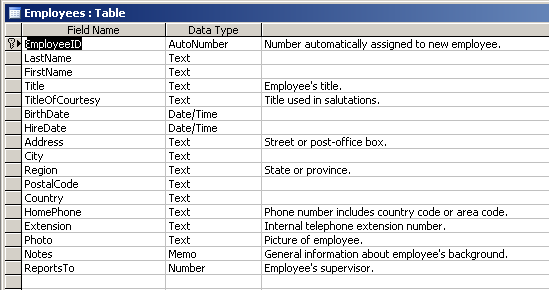 Employees : Table
Field Name Data Type
EmployeeID AutoNumber Number automatically assigned to new employee.
LastName Text
FirstName Text
Title Text Employee's title.
TitleOfCourtesy Text Title used in salutations.
BirthDate Date/Time
HireDate Date/Time
Address Text Street or post-office box.
City Text
Region Text State or province.
PostalCode Text
Country Text
HomePhone Text Phone number includes country code or area code.
Extension Text Internal telephone extension number.
Photo Text Picture of employee.
Notes Memo General information about employee's background.
ReportsTo Number Employee's supervisor.